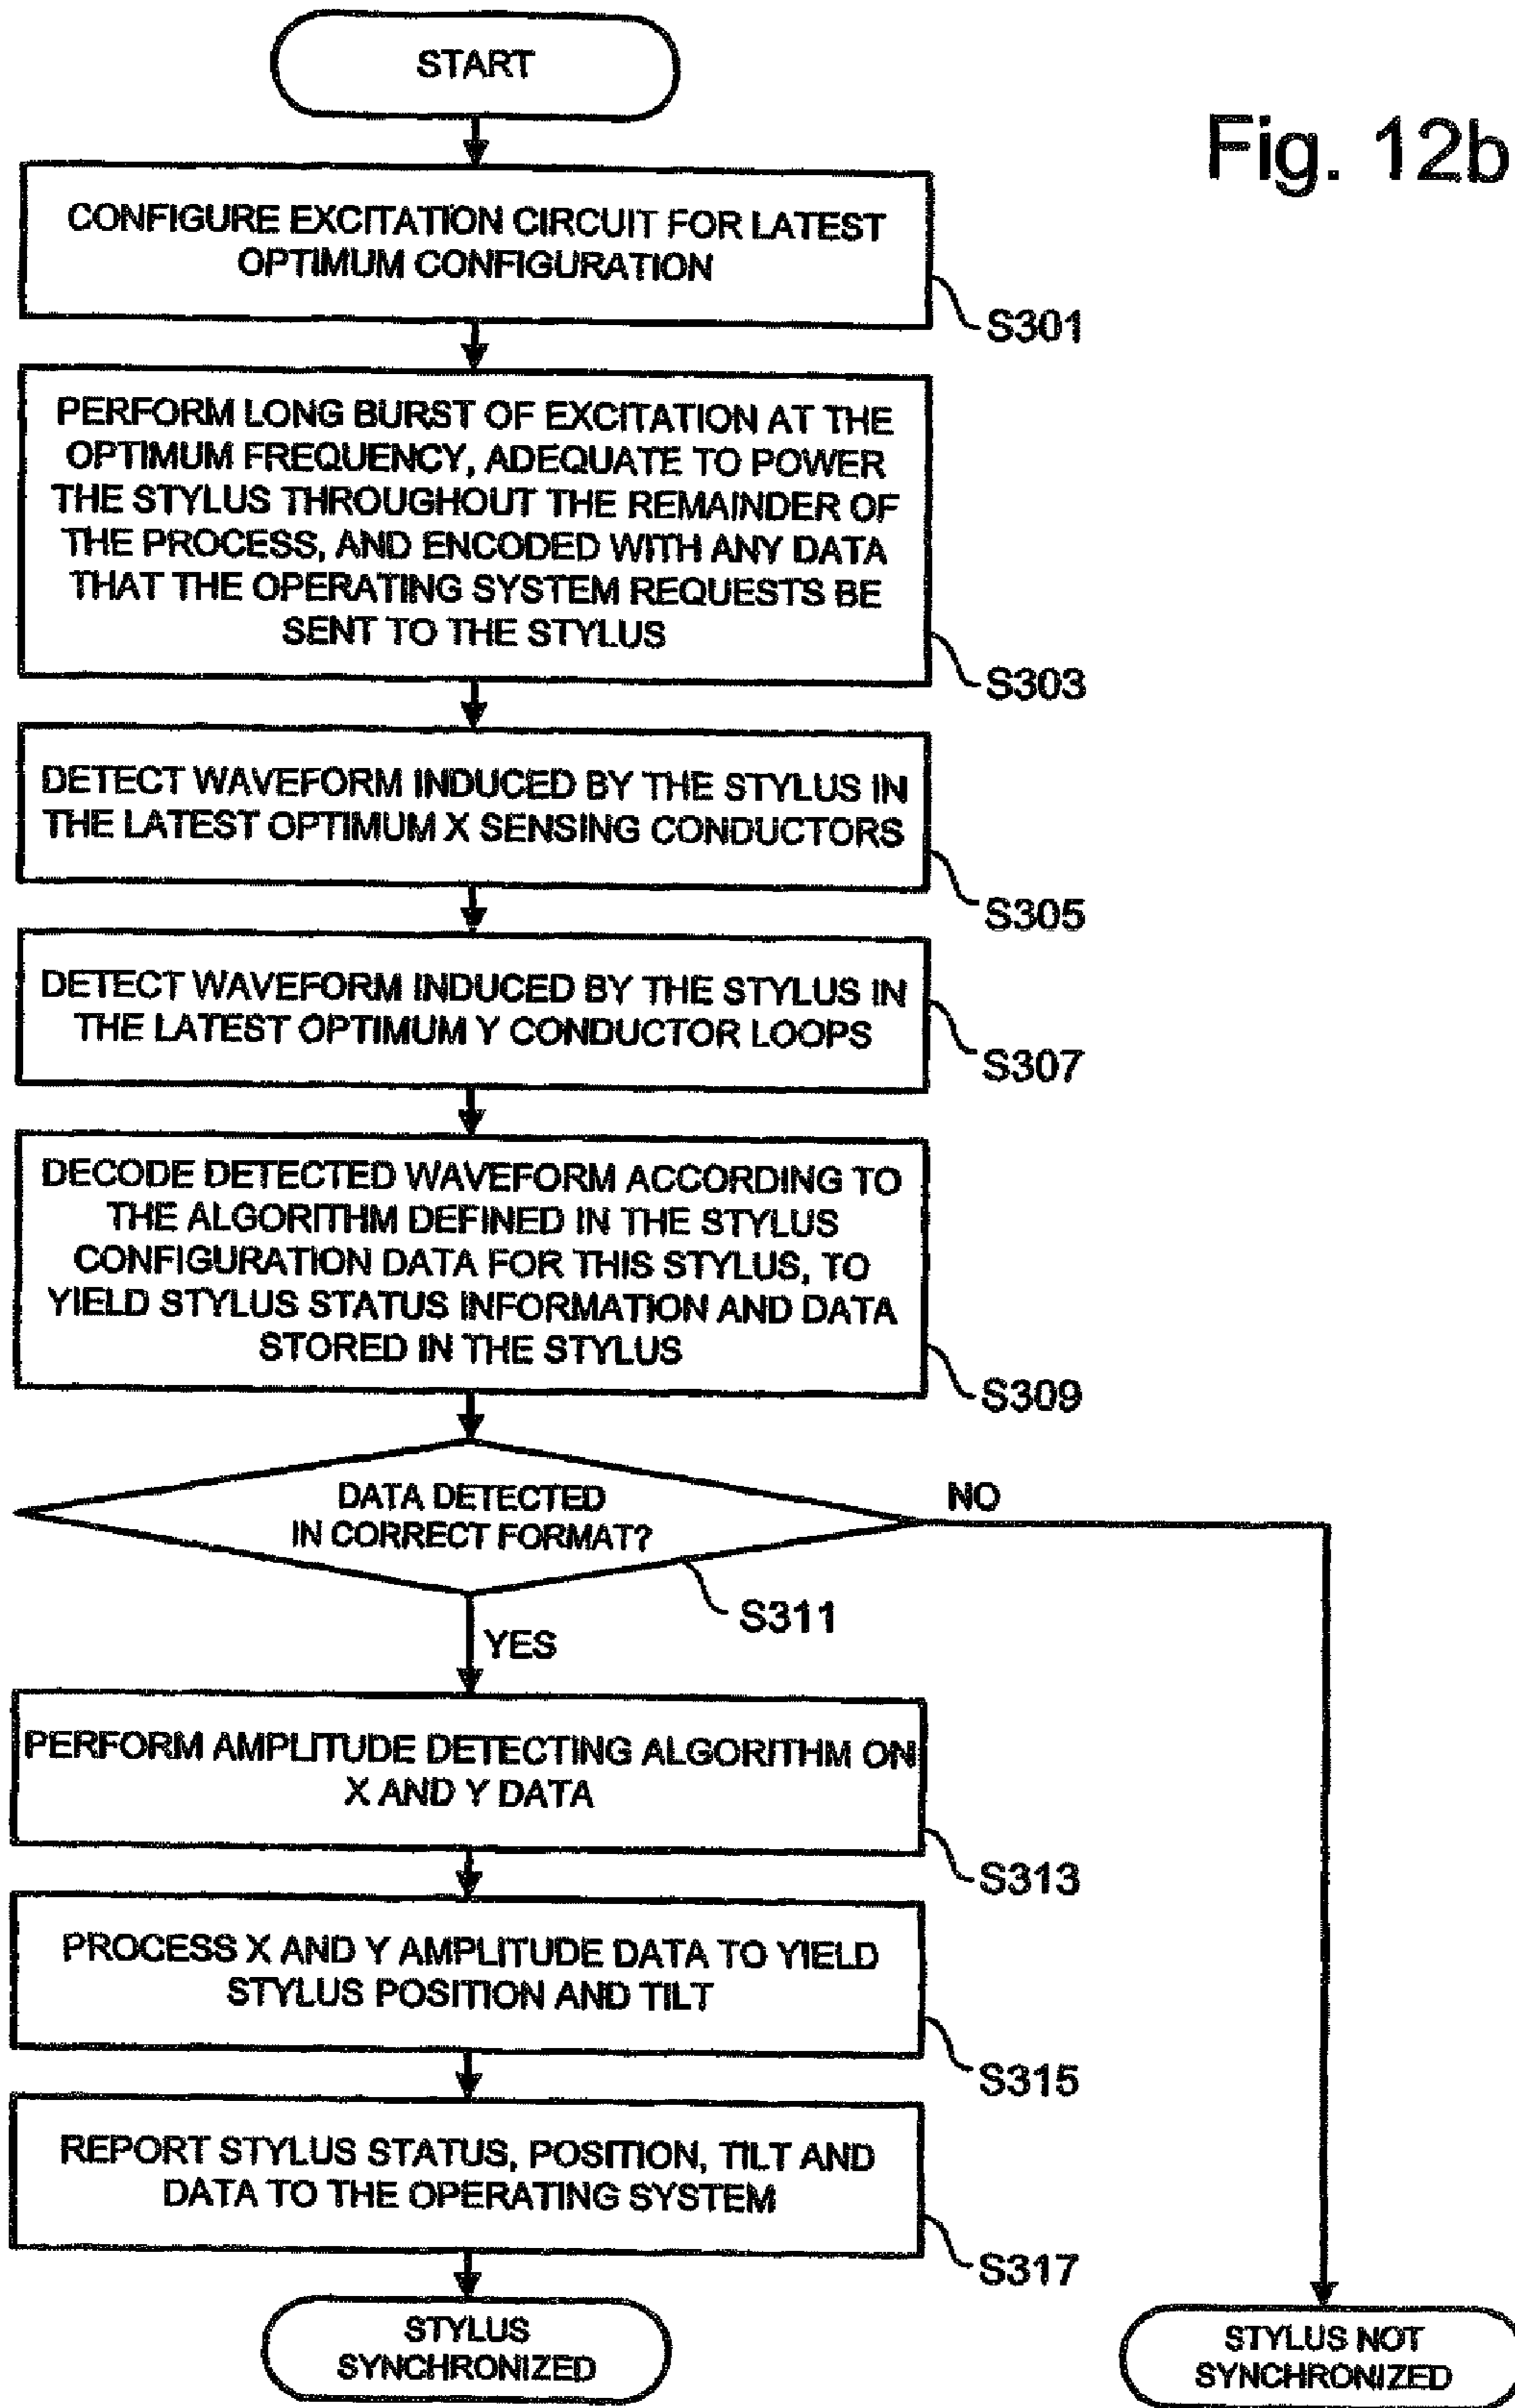 START
Fig. 12b
CONFIGURE EXCITATION CIRCUIT FOR LATEST
OPTIMUM CONFIGURATION
S301
PERFORM LONG BURST OF EXCITATION AT THE
OPTIMUM FREQUENCY, ADEQUATE TO POWER
THE STYLUS THROUGHOUT THE REMAINDER OF
THE PROCESS, AND ENCODED WITH ANY DATA
THAT THE OPERATING SYSTEM REQUESTS BE
SENT TO THE STYLUS
S303
DETECT WAVEFORM INDUCED BY THE STYLUS IN
THE LATEST OPTIMUM X SENSING CONDUCTORS
S305
DETECT WAVEFORM INDUCED BY THE STYLUS IN
THE LATEST OPTIMUM Y CONDUCTOR LOOPS
S307
DECODE DETECTED WAVEFORM ACCORDING TO
THE ALGORITHM DEFINED IN THE STYLUS
CONFIGURATION DATA FOR THIS STYLUS, TO
YIELD STYLUS STATUS INFORMATION AND DATA
STORED IN THE STYLUS
S309
DATA DETECTED
IN CORRECT FORMAT?
NO
S311
YES
PERFORM AMPLITUDE DETECTING ALGORITHM ON
X AND Y DATA
S313
PROCESS X AND Y AMPLITUDE DATA TO YIELD
STYLUS POSITION AND TILT
S315
REPORT STYLUS STATUS, POSITION, TILT AND
DATA TO THE OPERATING SYSTEM
S317
STYLUS
SYNCHRONIZED
STYLUS NOT
SYNCHRONIZED